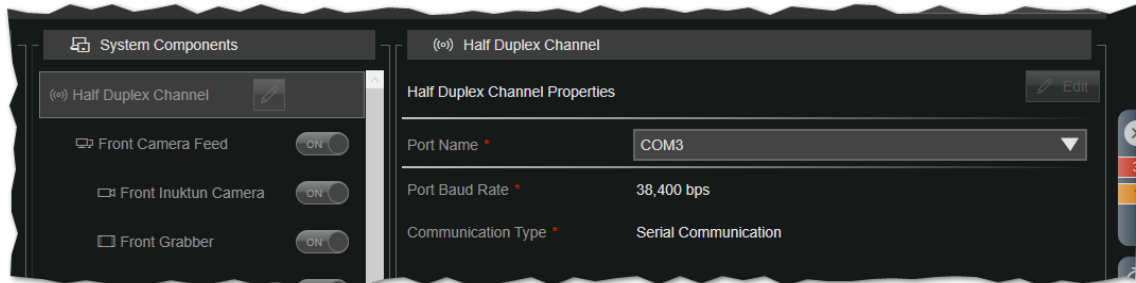 System Components
Half Duplex Channel
Front Camera Feed ON
Front Inuktun Camera ON
Front Grabber ON
Half Duplex Channel
Half Duplex Channel Properties
Edit
Port Name * COM3
Port Baud Rate * 38,400 bps
Communication Type * Serial Communication